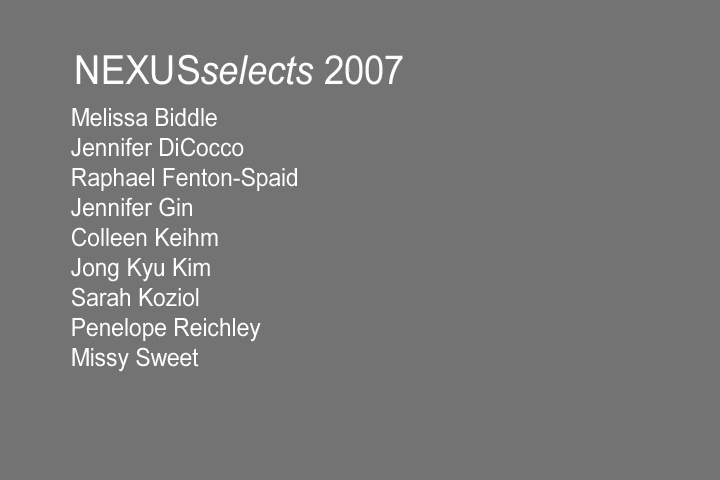 NEXUSselects 2007
Melissa Biddle
Jennifer DiCocco
Raphael Fenton-Spaid
Jennifer Gin
Colleen Keihm
Jong Kyu Kim
Sarah Koziol
Penelope Reichley
Missy Sweet